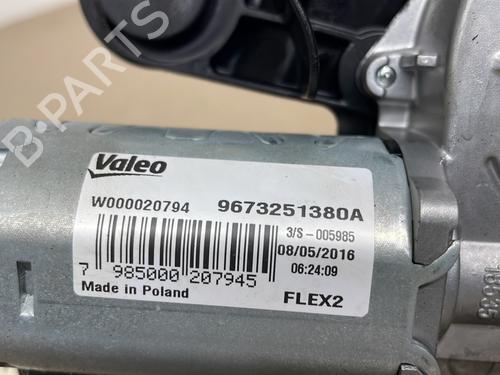 B-PARTS
Valeo
W000020794 9673251380A
3/S-005985
08/05/2016
06:24:09
7 985000 207945
Made in Poland
FLEX2